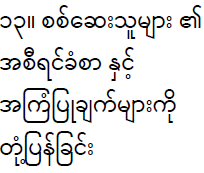 ၁၃။ စစ်ဆေးသူများ ၏
အစီရင်ခံစာ နှင့်
အကြံပြုချက်များကို
တုံ့ပြန်ခြင်း